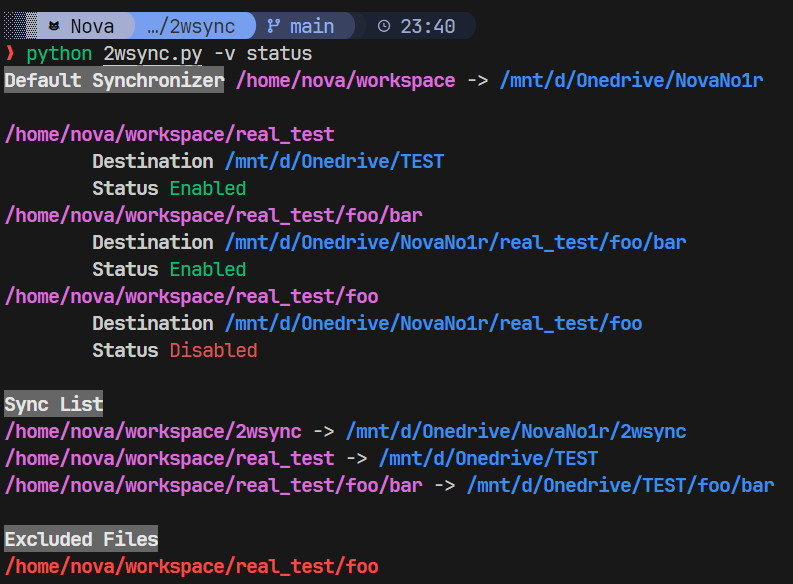 Nova …/2wsync main 23:40
❯ python 2wsync.py -v status
Default Synchronizer /home/nova/workspace -> /mnt/d/Onedrive/NovaNo1r
/home/nova/workspace/real_test
Destination /mnt/d/Onedrive/TEST
Status Enabled
/home/nova/workspace/real_test/foo/bar
Destination /mnt/d/Onedrive/NovaNo1r/real_test/foo/bar
Status Enabled
/home/nova/workspace/real_test/foo
Destination /mnt/d/Onedrive/NovaNo1r/real_test/foo
Status Disabled
Sync List
/home/nova/workspace/2wsync -> /mnt/d/Onedrive/NovaNo1r/2wsync
/home/nova/workspace/real_test -> /mnt/d/Onedrive/TEST
/home/nova/workspace/real_test/foo/bar -> /mnt/d/Onedrive/TEST/foo/bar
Excluded Files
/home/nova/workspace/real_test/foo